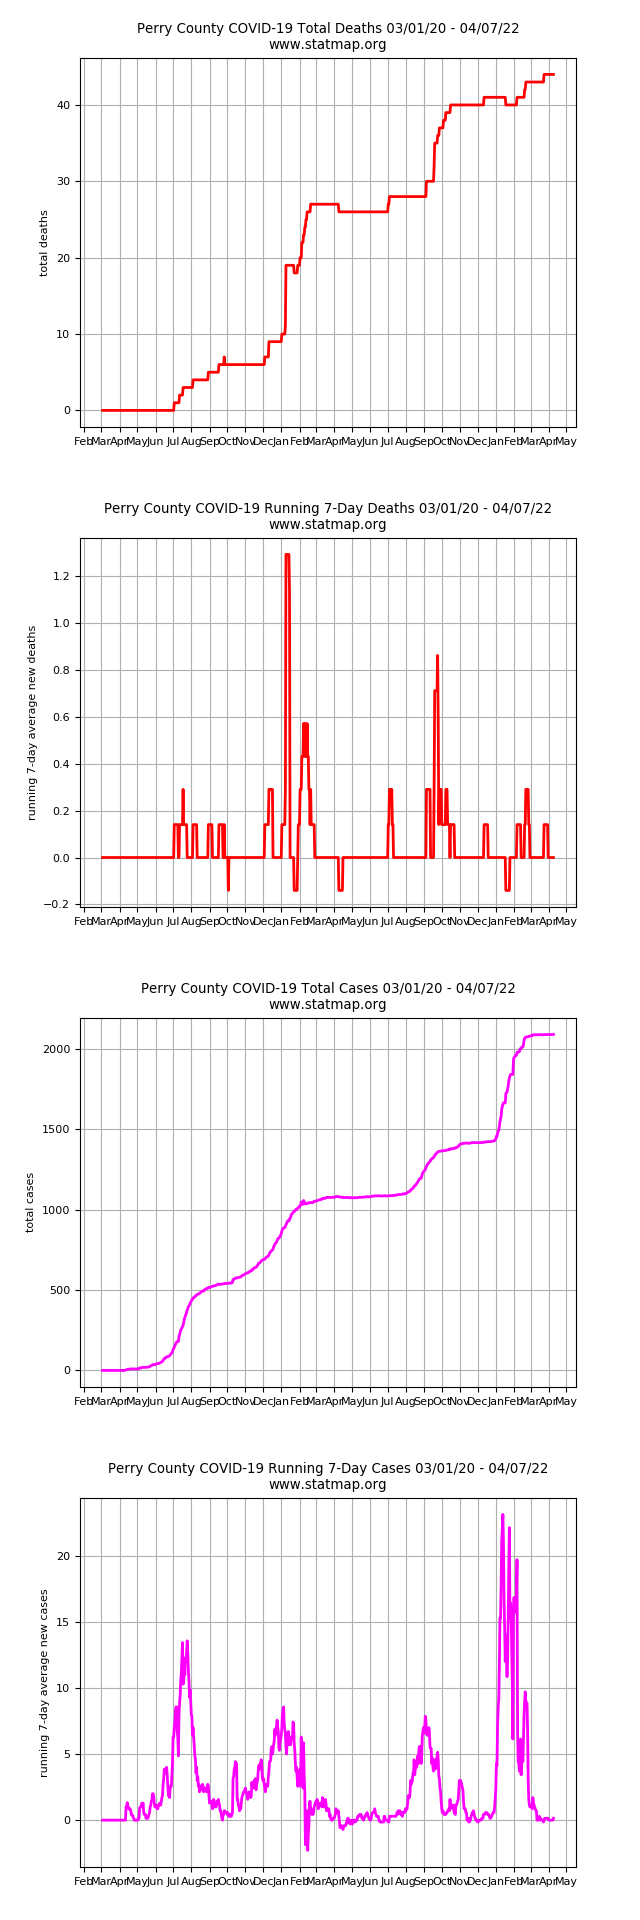 Perry County COVID-19 Total Deaths 03/01/20 - 04/07/22
www.statmap.org
total deaths
40
30
20
10
0
Feb Mar Apr May Jun Jul Aug Sep Oct Nov Dec Jan Feb Mar Apr May Jun Jul Aug Sep Oct Nov Dec Jan Feb Mar Apr May
Perry County COVID-19 Running 7-Day Deaths 03/01/20 - 04/07/22
www.statmap.org
running 7-day average new deaths
1.2
1.0
0.8
0.6
0.4
0.2
0.0
−0.2
Feb Mar Apr May Jun Jul Aug Sep Oct Nov Dec Jan Feb Mar Apr May Jun Jul Aug Sep Oct Nov Dec Jan Feb Mar Apr May
Perry County COVID-19 Total Cases 03/01/20 - 04/07/22
www.statmap.org
total cases
2000
1500
1000
500
0
Feb Mar Apr May Jun Jul Aug Sep Oct Nov Dec Jan Feb Mar Apr May Jun Jul Aug Sep Oct Nov Dec Jan Feb Mar Apr May
Perry County COVID-19 Running 7-Day Cases 03/01/20 - 04/07/22
www.statmap.org
running 7-day average new cases
20
15
10
5
0
Feb Mar Apr May Jun Jul Aug Sep Oct Nov Dec Jan Feb Mar Apr May Jun Jul Aug Sep Oct Nov Dec Jan Feb Mar Apr May